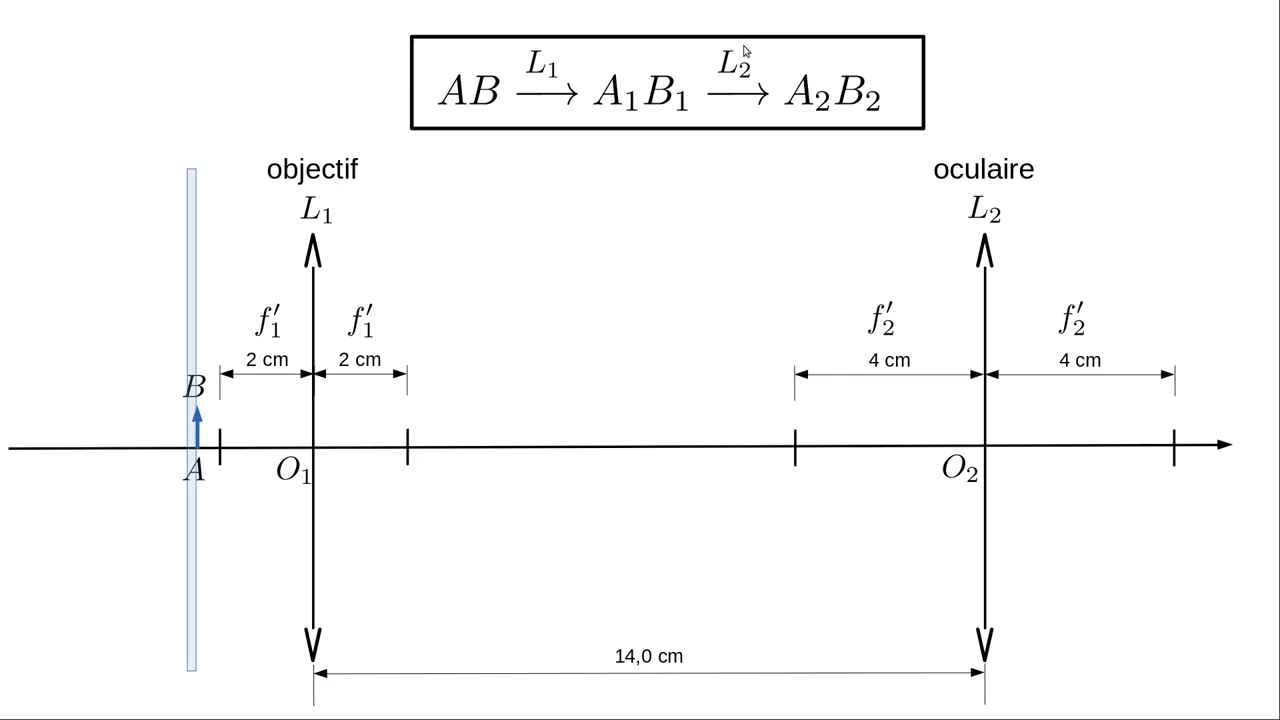 AB →L₁ A₁B₁ →L₂ A₂B₂
objectif oculaire
L₁ L₂
f′₁ f′₁ f′₂ f′₂
2 cm 2 cm 4 cm 4 cm
B
A O₁ O₂
14,0 cm